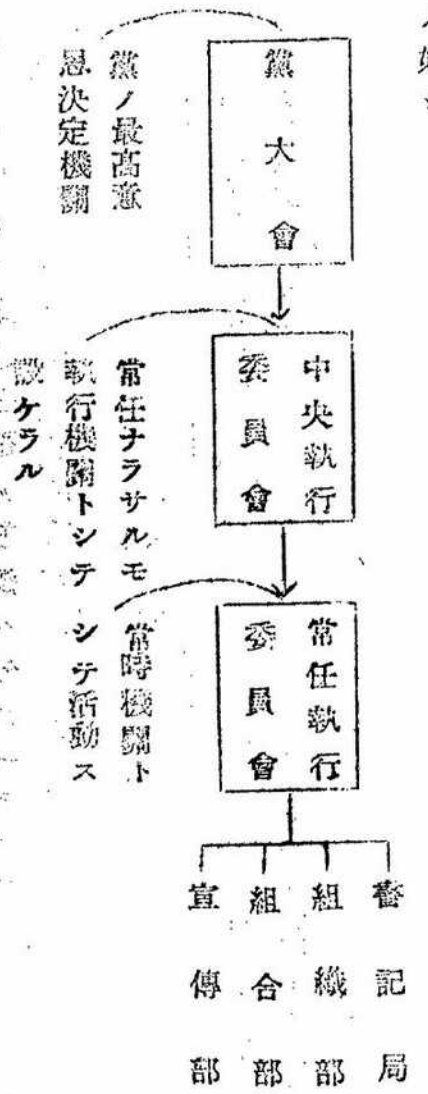 黨大會
黨ノ最高意
思決定機關
中央執行
委員會
常任ナラサルモ
執行機關トシテ
設ケラル
常任執行
委員會
常時機關ト
シテ活動ス
書記局
組織部
組合部
宣傳部